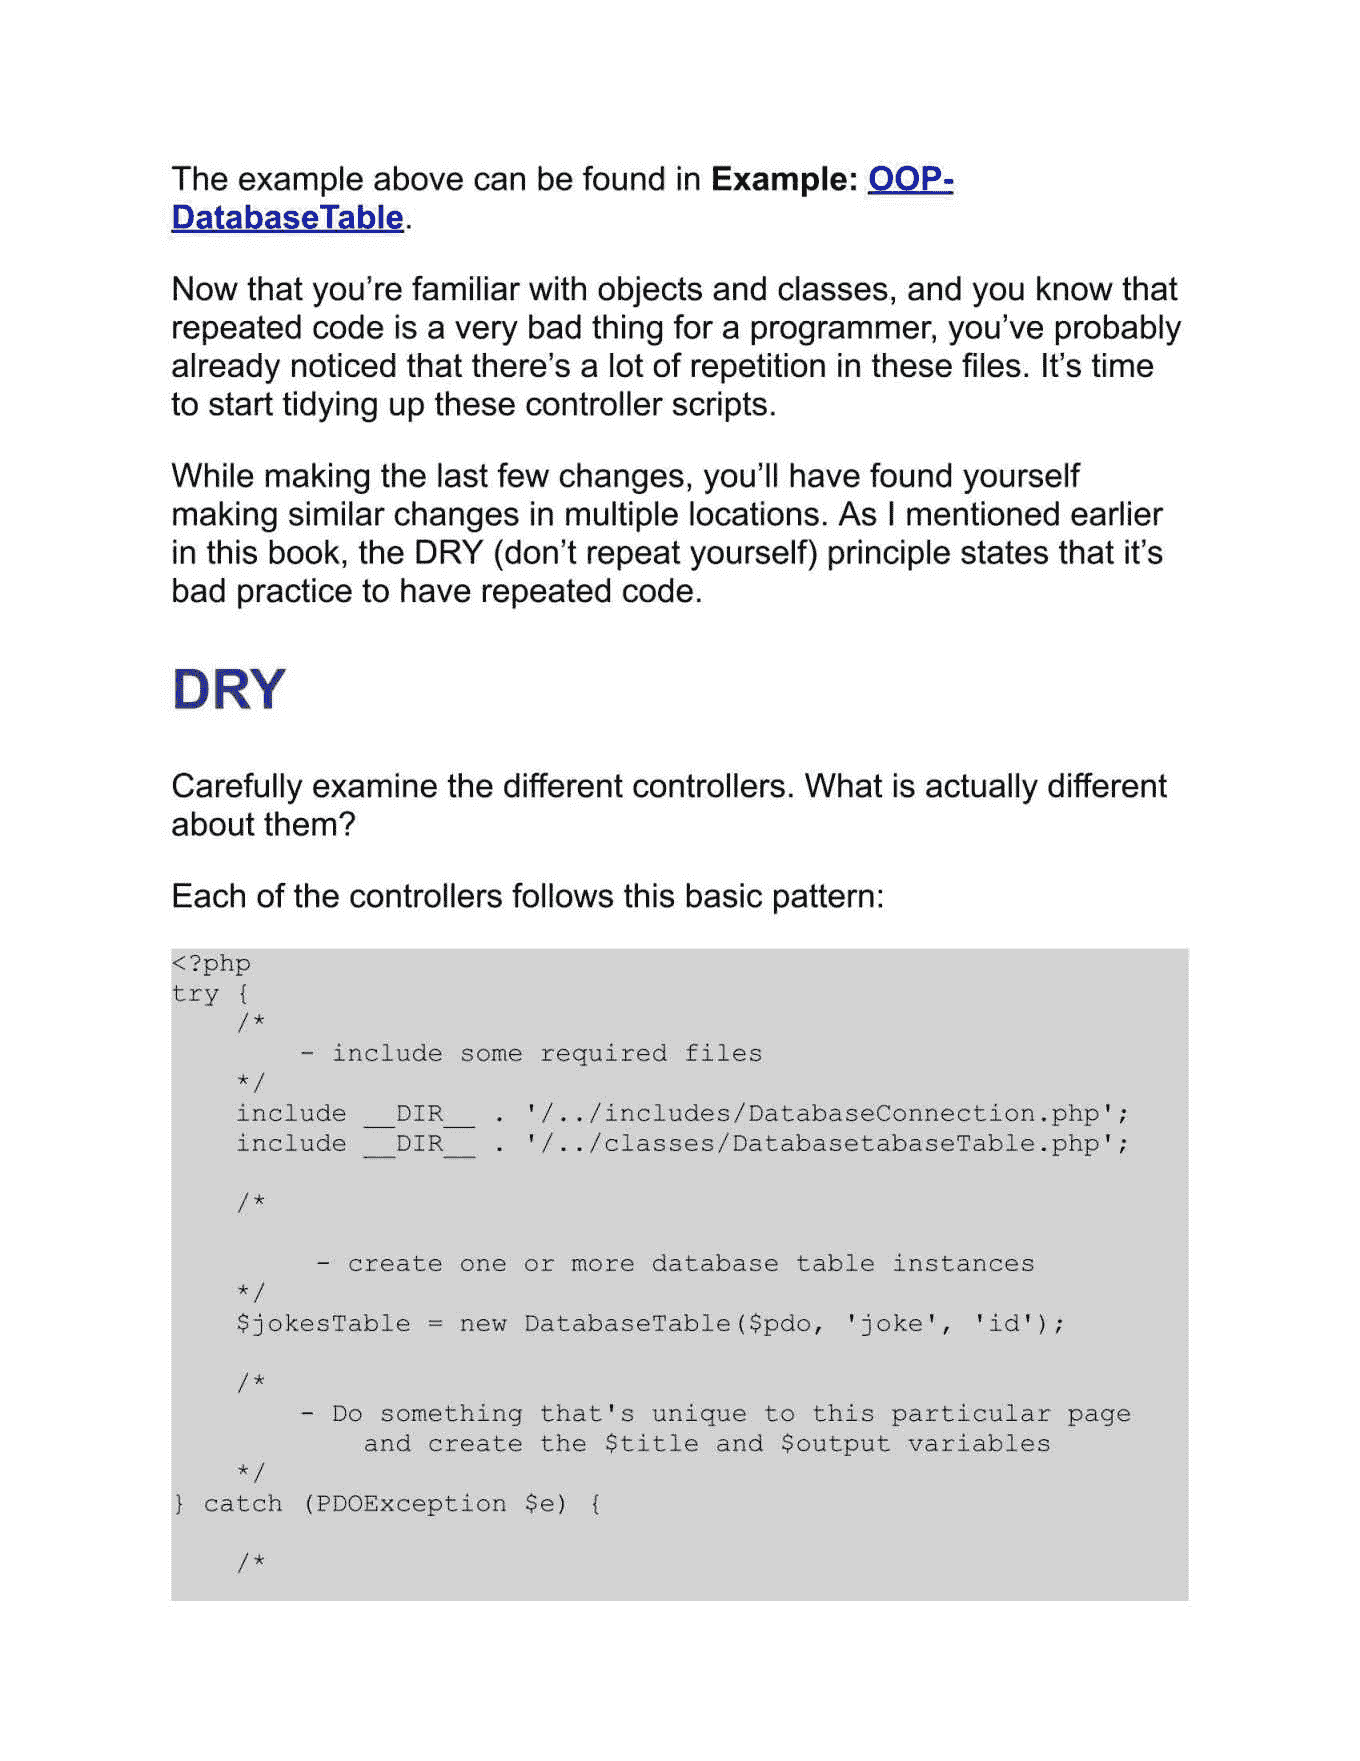 The example above can be found in Example: OOP-
DatabaseTable.
Now that you’re familiar with objects and classes, and you know that
repeated code is a very bad thing for a programmer, you’ve probably
already noticed that there’s a lot of repetition in these files. It’s time
to start tidying up these controller scripts.
While making the last few changes, you’ll have found yourself
making similar changes in multiple locations. As I mentioned earlier
in this book, the DRY (don’t repeat yourself) principle states that it’s
bad practice to have repeated code.
DRY
Carefully examine the different controllers. What is actually different
about them?
Each of the controllers follows this basic pattern:
<?php
try {
    /*
        - include some required files
    */
    include __DIR__ . '/../includes/DatabaseConnection.php';
    include __DIR__ . '/../classes/DatabasetabaseTable.php';
    /*
         - create one or more database table instances
    */
    $jokesTable = new DatabaseTable($pdo, 'joke', 'id');
    /*
        - Do something that's unique to this particular page
            and create the $title and $output variables
    */
} catch (PDOException $e) {
    /*